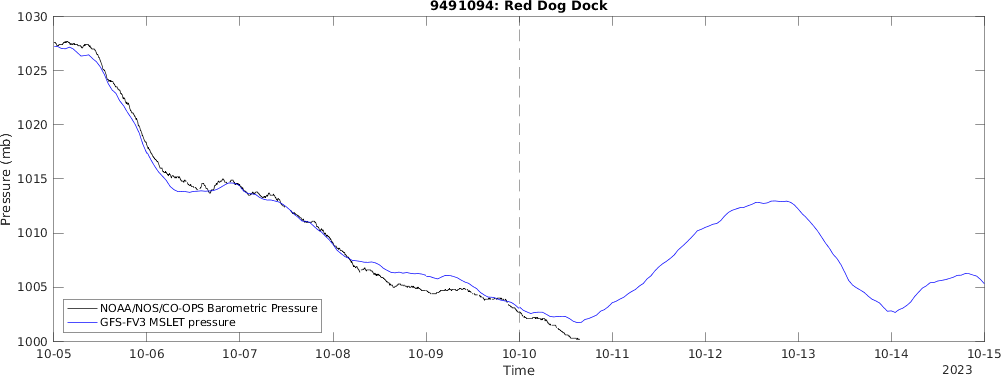 9491094: Red Dog Dock
Pressure (mb)
1030
1025
1020
1015
1010
1005
1000
NOAA/NOS/CO-OPS Barometric Pressure
GFS-FV3 MSLET pressure
10-05 10-06 10-07 10-08 10-09 10-10 10-11 10-12 10-13 10-14 10-15
Time
2023